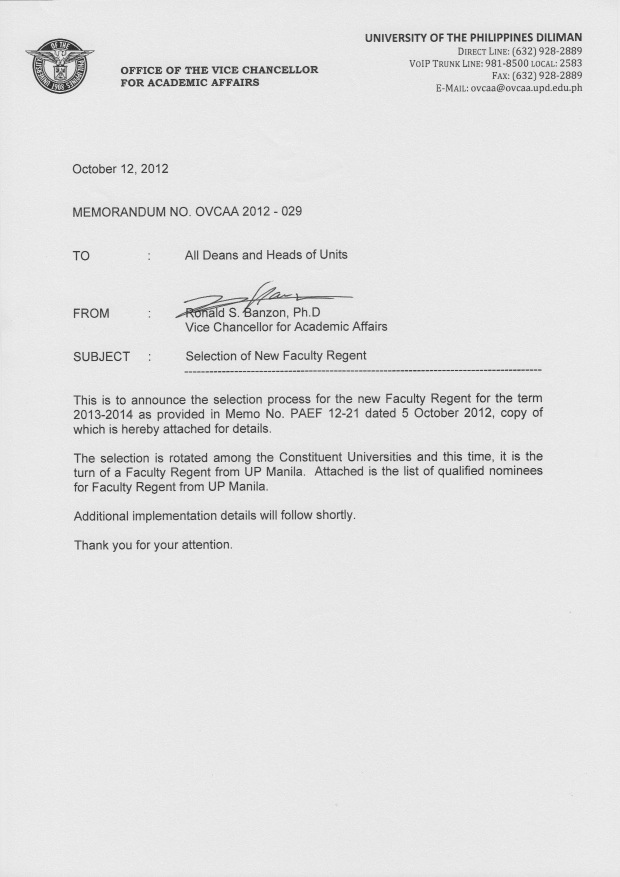 UNIVERSITY OF THE PHILIPPINES DILIMAN
DIRECT LINE: (632) 928-2889
VOIP TRUNK LINE: 981-8500 LOCAL: 2583
FAX: (632) 928-2889
E-MAIL: ovcaa@ovcaa.upd.edu.ph
OFFICE OF THE VICE CHANCELLOR
FOR ACADEMIC AFFAIRS
October 12, 2012
MEMORANDUM NO. OVCAA 2012 - 029
TO : All Deans and Heads of Units
FROM : Ronald S. Banzon, Ph.D
Vice Chancellor for Academic Affairs
SUBJECT : Selection of New Faculty Regent
This is to announce the selection process for the new Faculty Regent for the term
2013-2014 as provided in Memo No. PAEF 12-21 dated 5 October 2012, copy of
which is hereby attached for details.
The selection is rotated among the Constituent Universities and this time, it is the
turn of a Faculty Regent from UP Manila. Attached is the list of qualified nominees
for Faculty Regent from UP Manila.
Additional implementation details will follow shortly.
Thank you for your attention.